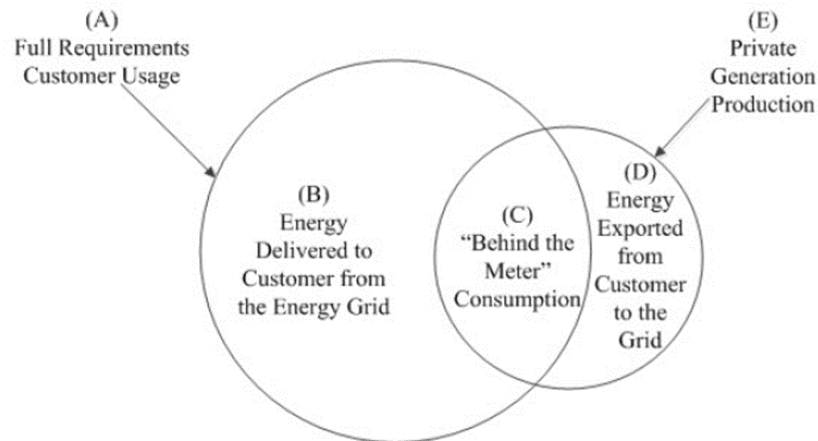 (A)
Full Requirements
Customer Usage
(E)
Private
Generation
Production
(B)
Energy
Delivered to
Customer from
the Energy Grid
(C)
“Behind the
Meter”
Consumption
(D)
Energy
Exported
from
Customer
to the
Grid